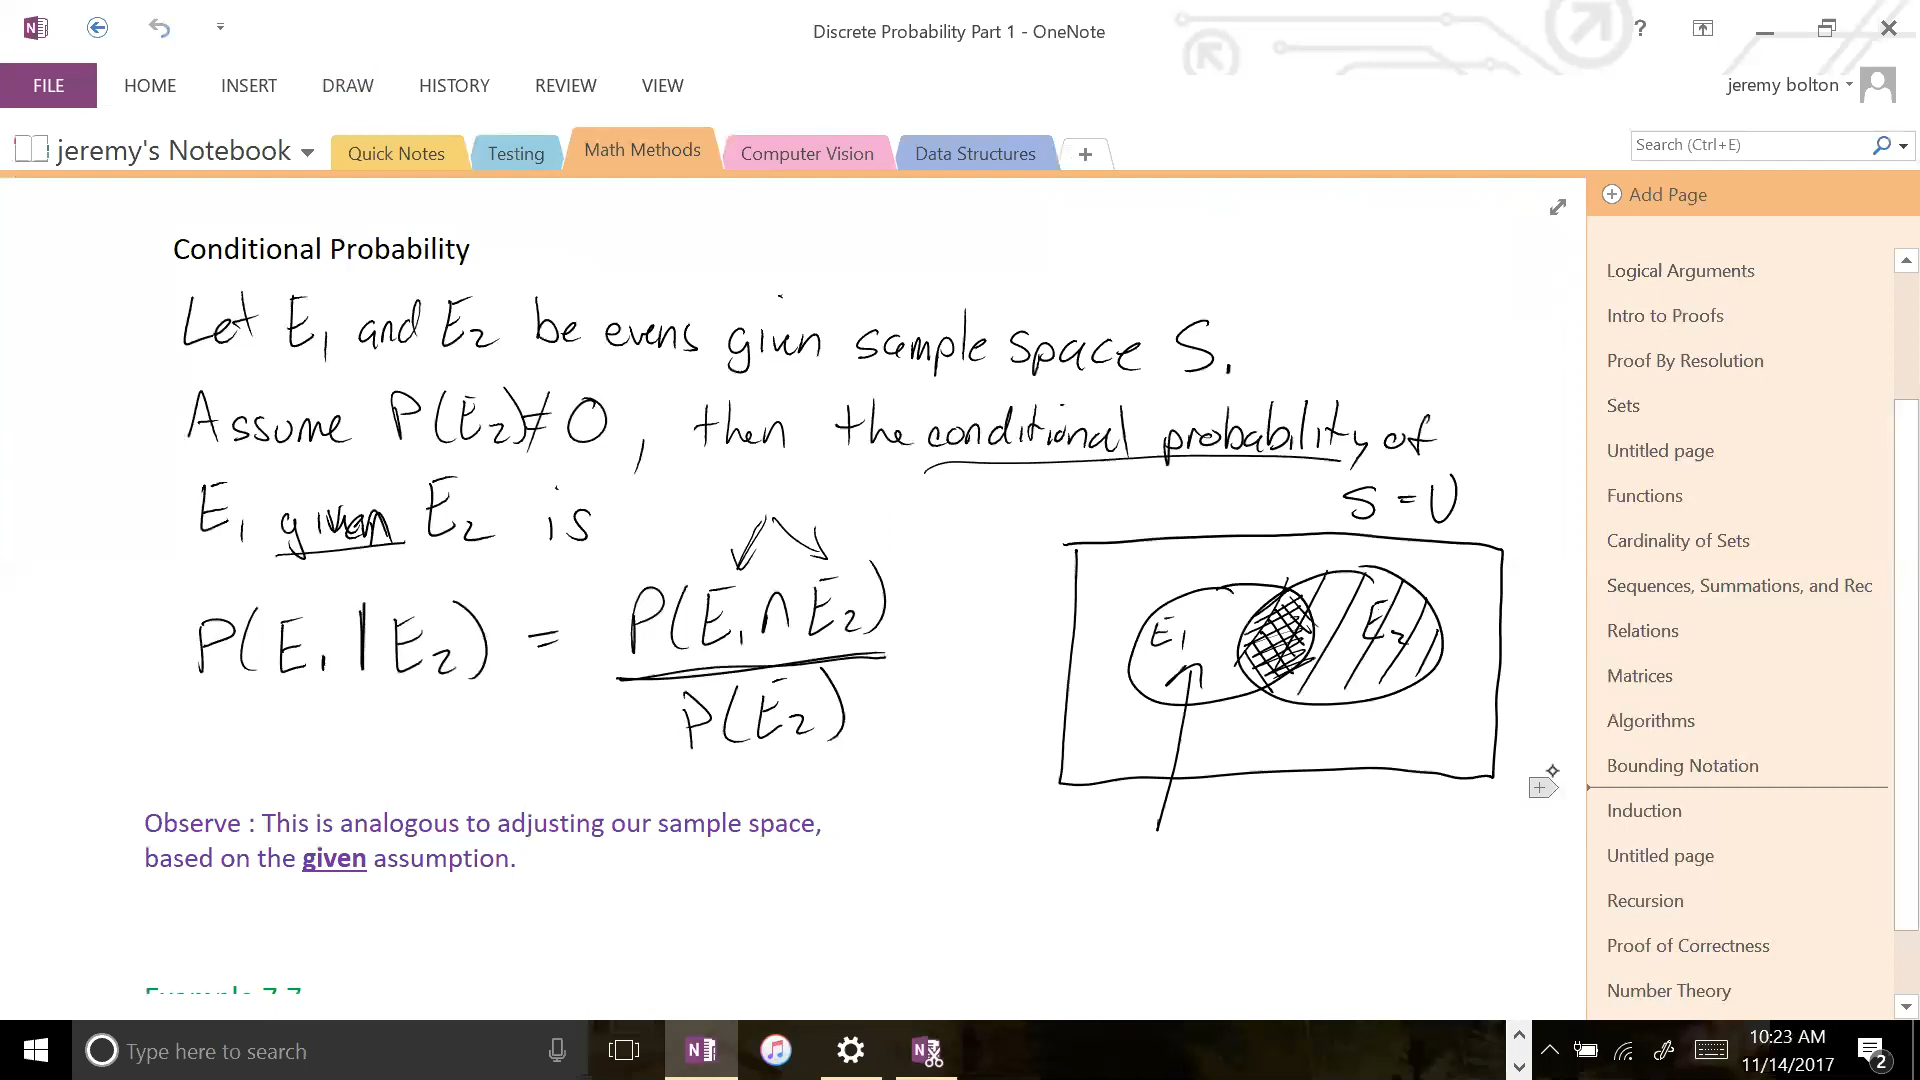 Discrete Probability Part 1 - OneNote
?
FILE HOME INSERT DRAW HISTORY REVIEW VIEW
jeremy bolton
jeremy's Notebook Quick Notes Testing Math Methods Computer Vision Data Structures +
Search (Ctrl+E)
Conditional Probability
Let E₁ and E₂ be evens given sample space S.
Assume P(E₂)≠0, then the conditional probability of
E₁ given E₂ is
S = U
P(E₁|E₂) = P(E₁∩E₂)
P(E₂)
E₁ E₂
Observe : This is analogous to adjusting our sample space,
based on the given assumption.
Example 7.7
Add Page
Logical Arguments
Intro to Proofs
Proof By Resolution
Sets
Untitled page
Functions
Cardinality of Sets
Sequences, Summations, and Rec
Relations
Matrices
Algorithms
Bounding Notation
Induction
Untitled page
Recursion
Proof of Correctness
Number Theory
Type here to search
10:23 AM
11/14/2017
2